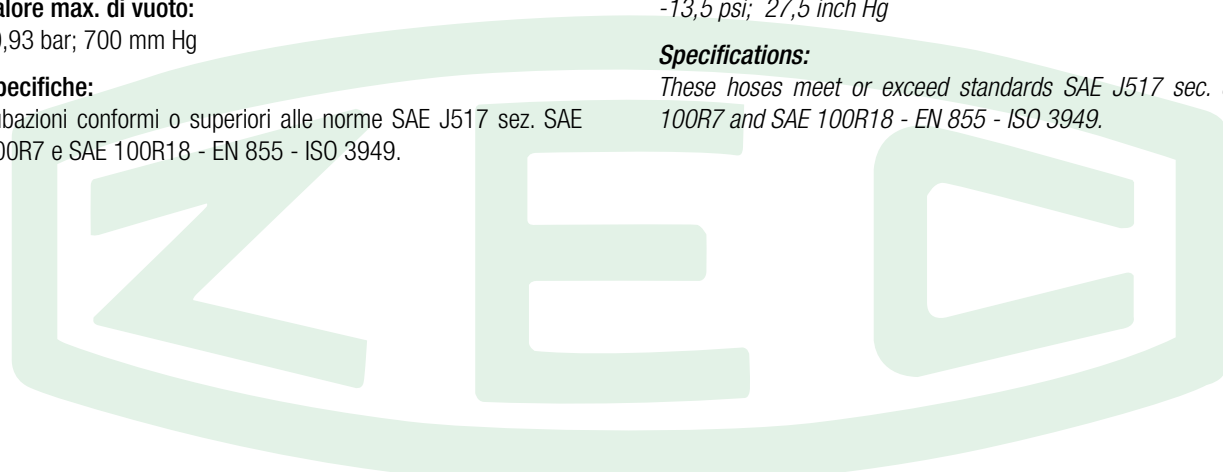 alore max. di vuoto:
0,93 bar; 700 mm Hg
pecifiche:
ubazioni conformi o superiori alle norme SAE J517 sez. SAE
00R7 e SAE 100R18 - EN 855 - ISO 3949.
-13,5 psi; 27,5 inch Hg
Specifications:
These hoses meet or exceed standards SAE J517 sec.
100R7 and SAE 100R18 - EN 855 - ISO 3949.
ZEC